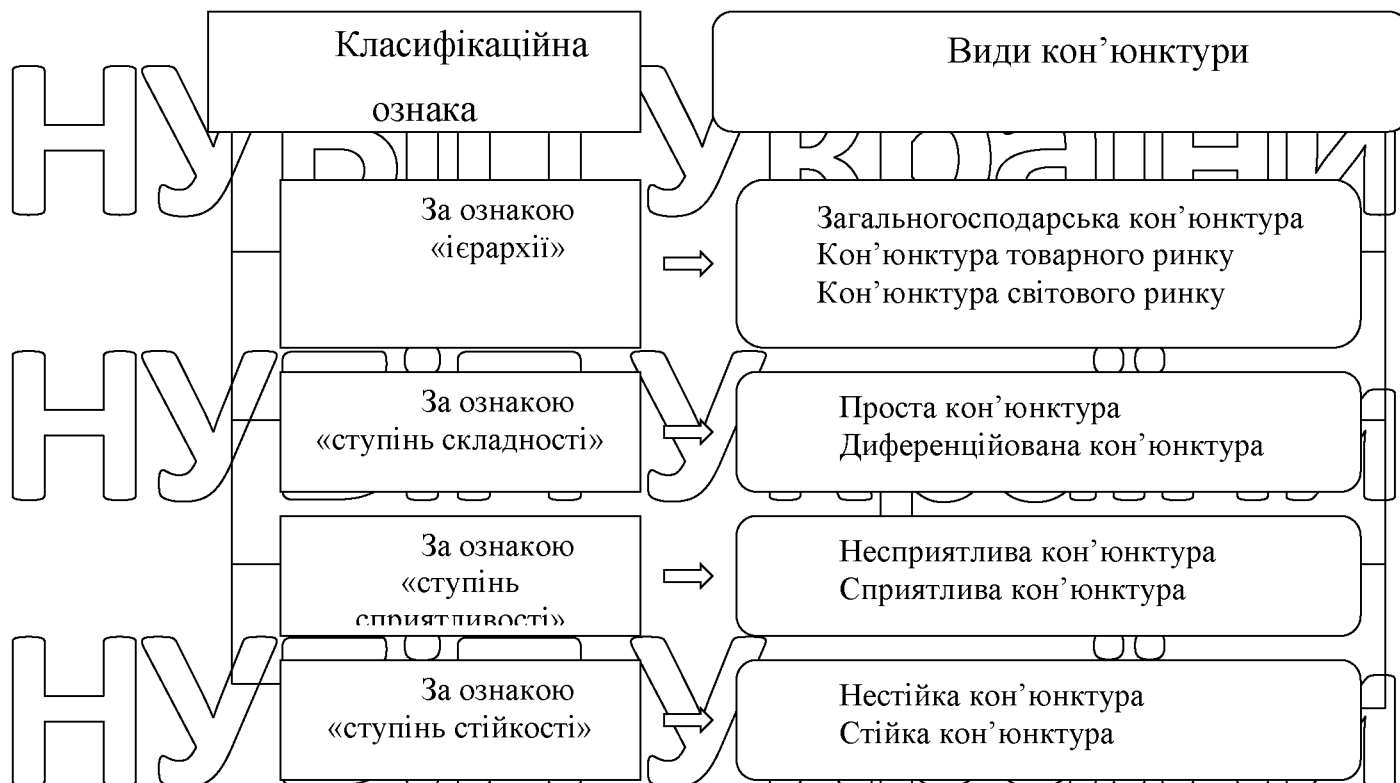 Класифікаційна
ознака
Види кон’юнктури
За ознакою
«ієрархії»
Загальногосподарська кон’юнктура
Кон’юнктура товарного ринку
Кон’юнктура світового ринку
За ознакою
«ступінь складності»
Проста кон’юнктура
Диференційована кон’юнктура
За ознакою
«ступінь
сприятливості»
Несприятлива кон’юнктура
Сприятлива кон’юнктура
За ознакою
«ступінь стійкості»
Нестійка кон’юнктура
Стійка кон’юнктура